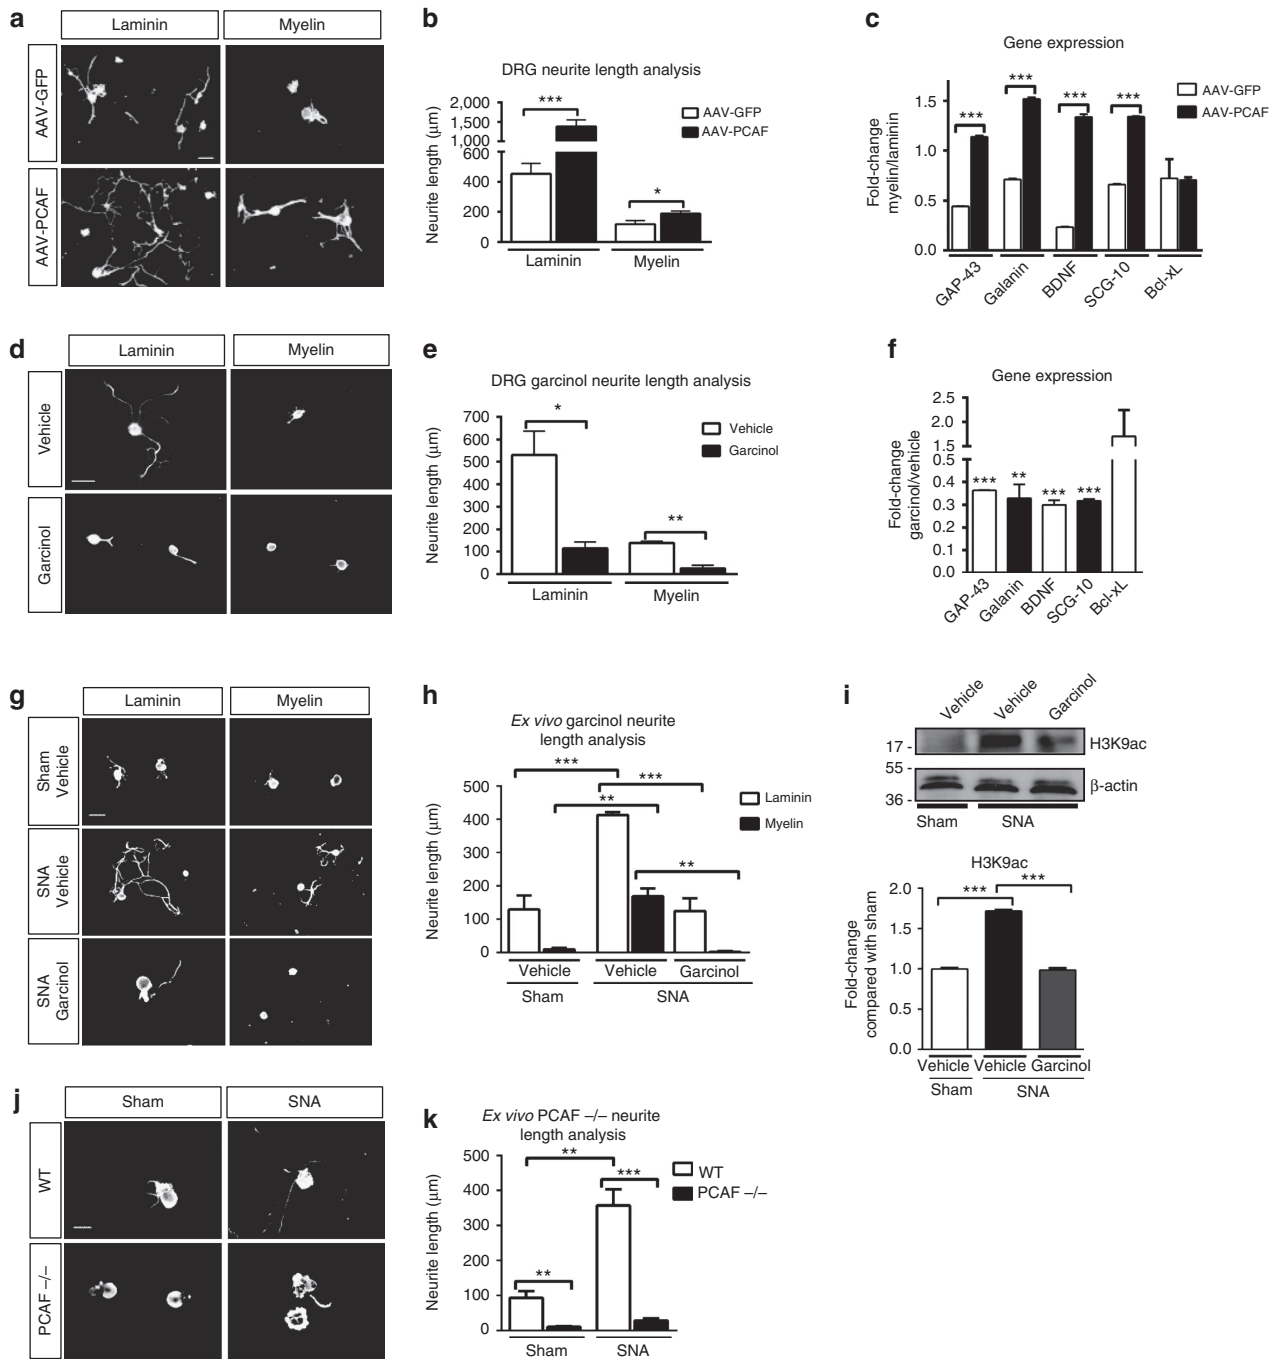 a
Laminin Myelin
AAV-GFP
AAV-PCAF
b
DRG neurite length analysis
Neurite length (μm)
2,000
1,500
1,000
600
400
200
0
***
*
AAV-GFP
AAV-PCAF
Laminin Myelin
c
Gene expression
Fold-change
myelin/laminin
1.5
1.0
0.5
0.0
*** *** *** ***
AAV-GFP
AAV-PCAF
GAP-43 Galanin BDNF SCG-10 Bcl-xL
d
Laminin Myelin
Vehicle
Garcinol
e
DRG garcinol neurite length analysis
Neurite length (μm)
700
600
500
400
300
200
100
0
*
**
Vehicle
Garcinol
Laminin Myelin
f
Gene expression
Fold-change
garcinol/vehicle
2.5
2.0
1.5
0.5
0.4
0.3
0.2
0.1
0.0
*** ** *** ***
GAP-43 Galanin BDNF SCG-10 Bcl-xL
g
Laminin Myelin
Sham
Vehicle
SNA
Vehicle
SNA
Garcinol
h
Ex vivo garcinol neurite
length analysis
Neurite length (μm)
500
400
300
200
100
0
*** ***
**
**
Laminin
Myelin
Vehicle Vehicle Garcinol
Sham SNA
i
Vehicle Vehicle Garcinol
17 - H3K9ac
55 -
36 - β-actin
Sham SNA
H3K9ac
Fold-change
compared with sham
2.0
1.5
1.0
0.5
0.0
*** ***
Vehicle Vehicle Garcinol
Sham SNA
j
Sham SNA
WT
PCAF –/–
k
Ex vivo PCAF –/– neurite
length analysis
Neurite length (μm)
500
400
300
200
100
0
**
***
**
WT
PCAF –/–
Sham SNA